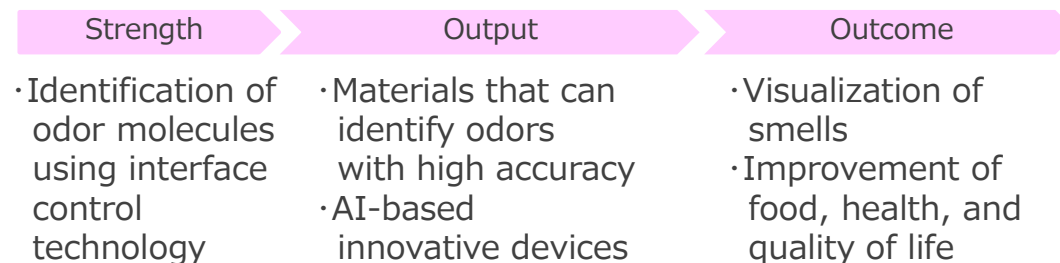 Strength
Output
Outcome
・Identification of
odor molecules
using interface
control
technology
・Materials that can
identify odors
with high accuracy
・AI-based
innovative devices
・Visualization of
smells
・Improvement of
food, health, and
quality of life